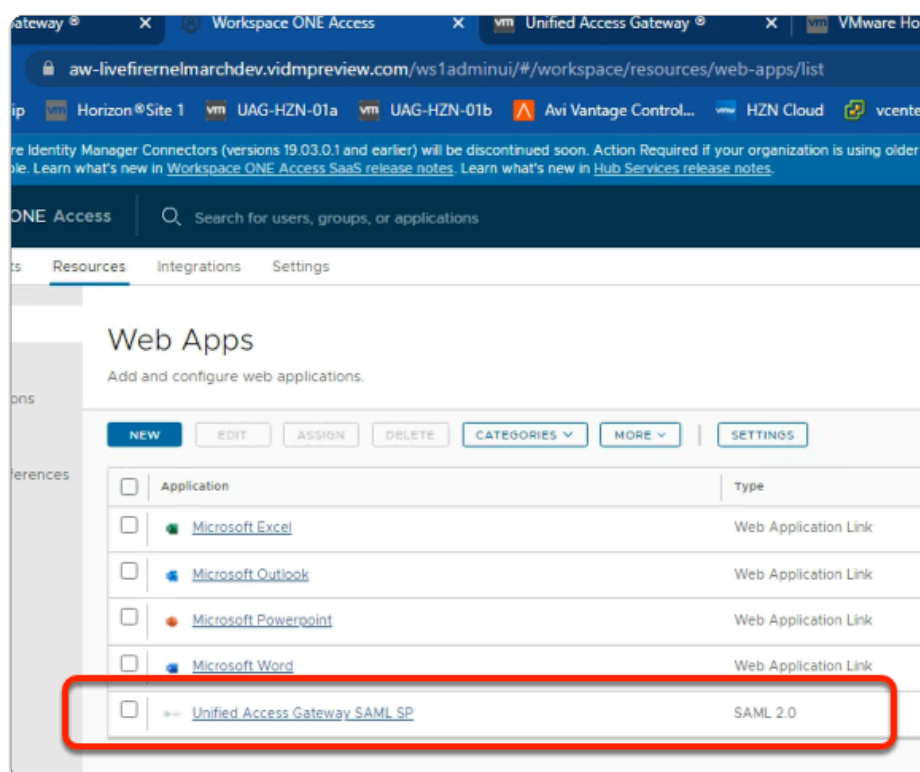 ateway ® × Workspace ONE Access × vm Unified Access Gateway ® × vm VMware Ho
aw-livefirernelmarchdev.vidmpreview.com/ws1adminui/#/workspace/resources/web-apps/list
ip vm Horizon®Site 1 vm UAG-HZN-01a vm UAG-HZN-01b Avi Vantage Control... HZN Cloud vcente
re Identity Manager Connectors (versions 19.03.0.1 and earlier) will be discontinued soon. Action Required if your organization is using older
ole. Learn what's new in Workspace ONE Access SaaS release notes. Learn what's new in Hub Services release notes.
ONE Access Search for users, groups, or applications
ts Resources Integrations Settings
Web Apps
Add and configure web applications.
ons
ferences
NEW EDIT ASSIGN DELETE CATEGORIES MORE SETTINGS
Application Type
Microsoft Excel Web Application Link
Microsoft Outlook Web Application Link
Microsoft Powerpoint Web Application Link
Microsoft Word Web Application Link
Unified Access Gateway SAML SP SAML 2.0